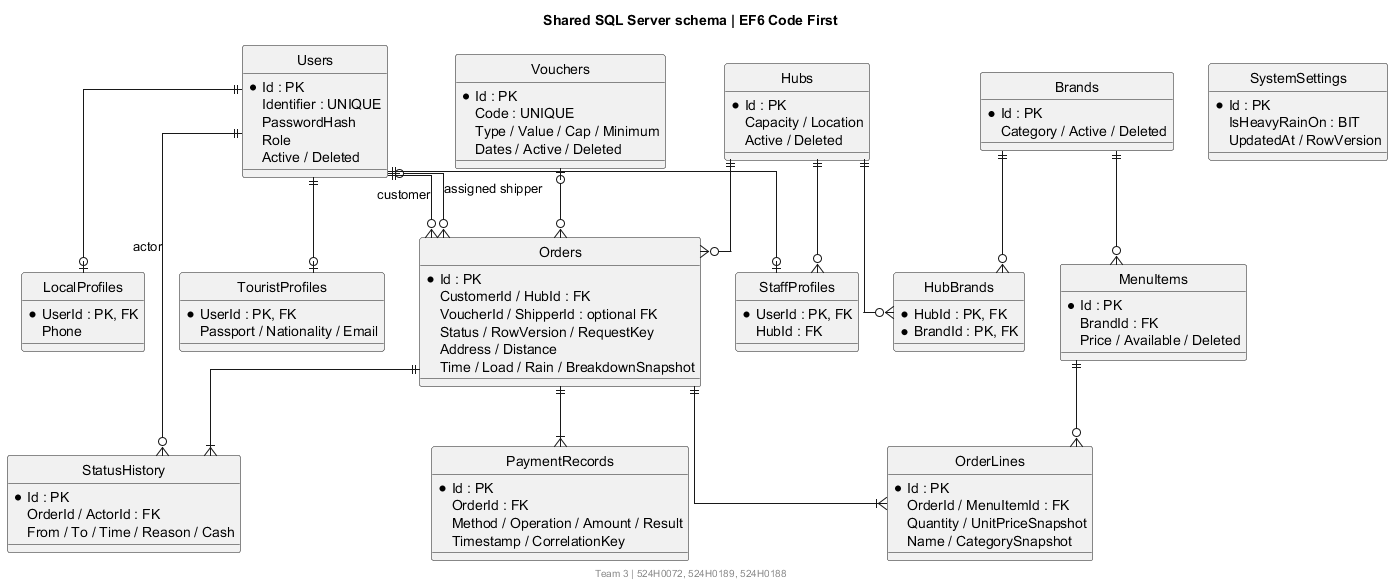 Shared SQL Server schema | EF6 Code First
Users
Id : PK
Identifier : UNIQUE
PasswordHash
Role
Active / Deleted
Vouchers
Id : PK
Code : UNIQUE
Type / Value / Cap / Minimum
Dates / Active / Deleted
Hubs
Id : PK
Capacity / Location
Active / Deleted
Brands
Id : PK
Category / Active / Deleted
SystemSettings
Id : PK
IsHeavyRainOn : BIT
UpdatedAt / RowVersion
customer
assigned shipper
actor
LocalProfiles
UserId : PK, FK
Phone
TouristProfiles
UserId : PK, FK
Passport / Nationality / Email
Orders
Id : PK
CustomerId / HubId : FK
VoucherId / ShipperId : optional FK
Status / RowVersion / RequestKey
Address / Distance
Time / Load / Rain / BreakdownSnapshot
StaffProfiles
UserId : PK, FK
HubId : FK
HubBrands
HubId : PK, FK
BrandId : PK, FK
MenuItems
Id : PK
BrandId : FK
Price / Available / Deleted
StatusHistory
Id : PK
OrderId / ActorId : FK
From / To / Time / Reason / Cash
PaymentRecords
Id : PK
OrderId : FK
Method / Operation / Amount / Result
Timestamp / CorrelationKey
OrderLines
Id : PK
OrderId / MenuItemId : FK
Quantity / UnitPriceSnapshot
Name / CategorySnapshot
Team 3 | 524H0072, 524H0189, 524H0188